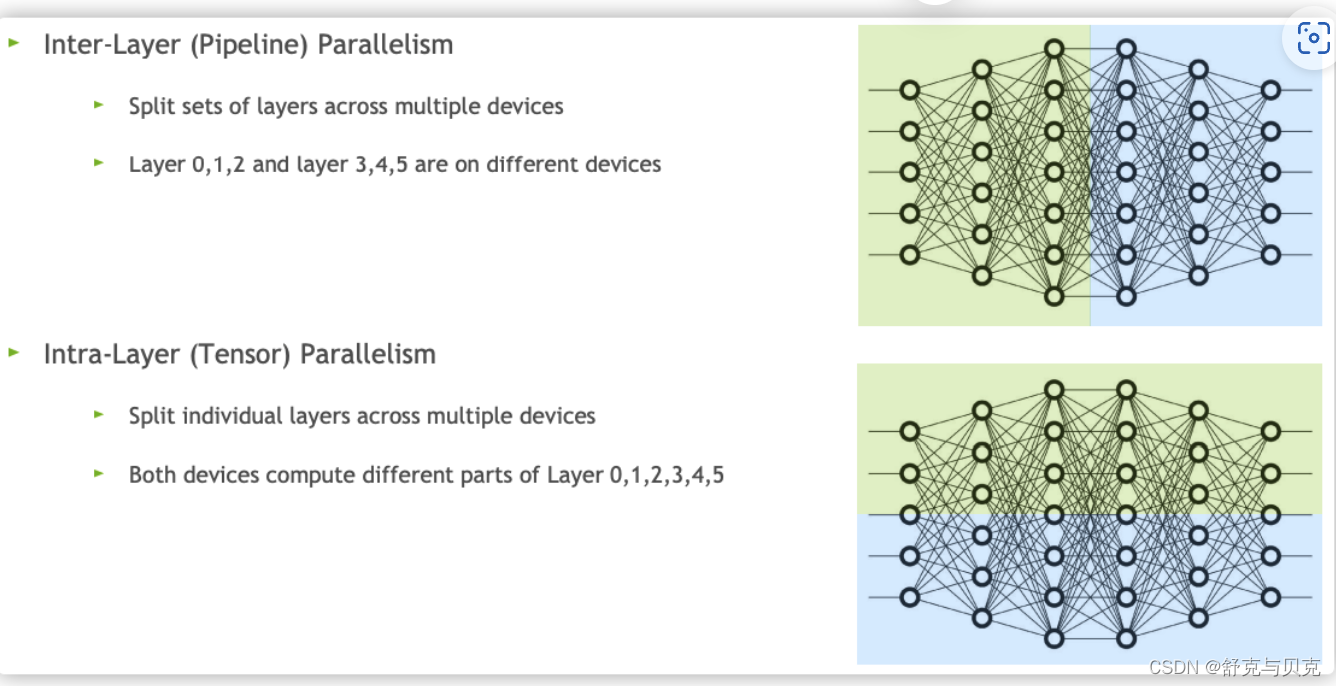 Inter-Layer (Pipeline) Parallelism
Split sets of layers across multiple devices
Layer 0,1,2 and layer 3,4,5 are on different devices
Intra-Layer (Tensor) Parallelism
Split individual layers across multiple devices
Both devices compute different parts of Layer 0,1,2,3,4,5
CSDN @舒克与贝克